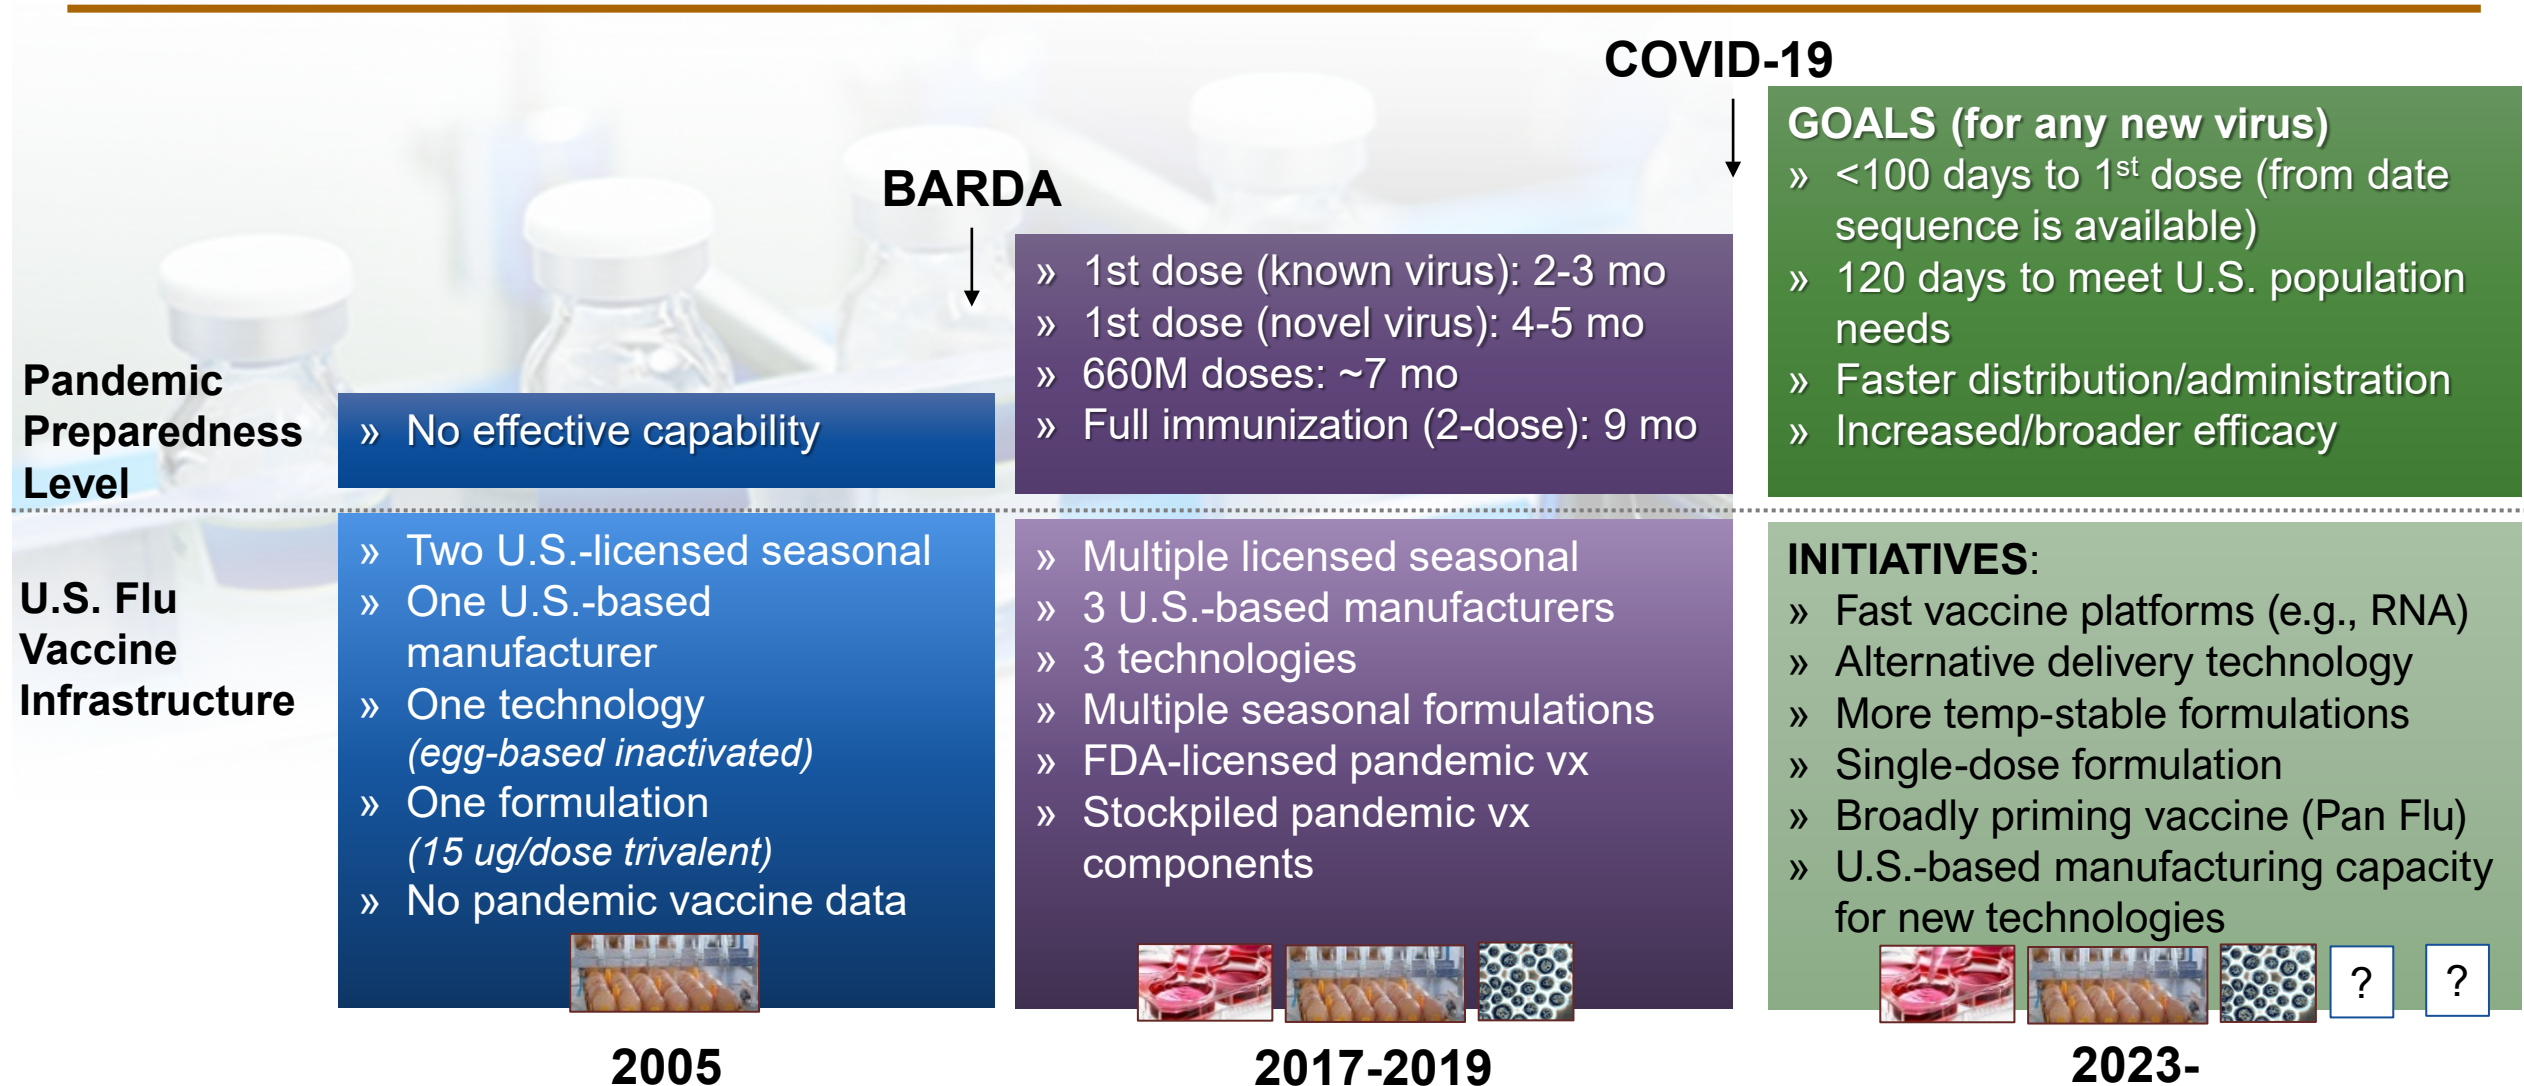 COVID-19
BARDA
Pandemic
Preparedness
Level
» No effective capability
» 1st dose (known virus): 2-3 mo
» 1st dose (novel virus): 4-5 mo
» 660M doses: ~7 mo
» Full immunization (2-dose): 9 mo
GOALS (for any new virus)
» <100 days to 1st dose (from date
sequence is available)
» 120 days to meet U.S. population
needs
» Faster distribution/administration
» Increased/broader efficacy
U.S. Flu
Vaccine
Infrastructure
» Two U.S.-licensed seasonal
» One U.S.-based
manufacturer
» One technology
(egg-based inactivated)
» One formulation
(15 ug/dose trivalent)
» No pandemic vaccine data
» Multiple licensed seasonal
» 3 U.S.-based manufacturers
» 3 technologies
» Multiple seasonal formulations
» FDA-licensed pandemic vx
» Stockpiled pandemic vx
components
INITIATIVES:
» Fast vaccine platforms (e.g., RNA)
» Alternative delivery technology
» More temp-stable formulations
» Single-dose formulation
» Broadly priming vaccine (Pan Flu)
» U.S.-based manufacturing capacity
for new technologies
?
?
2005
2017-2019
2023-